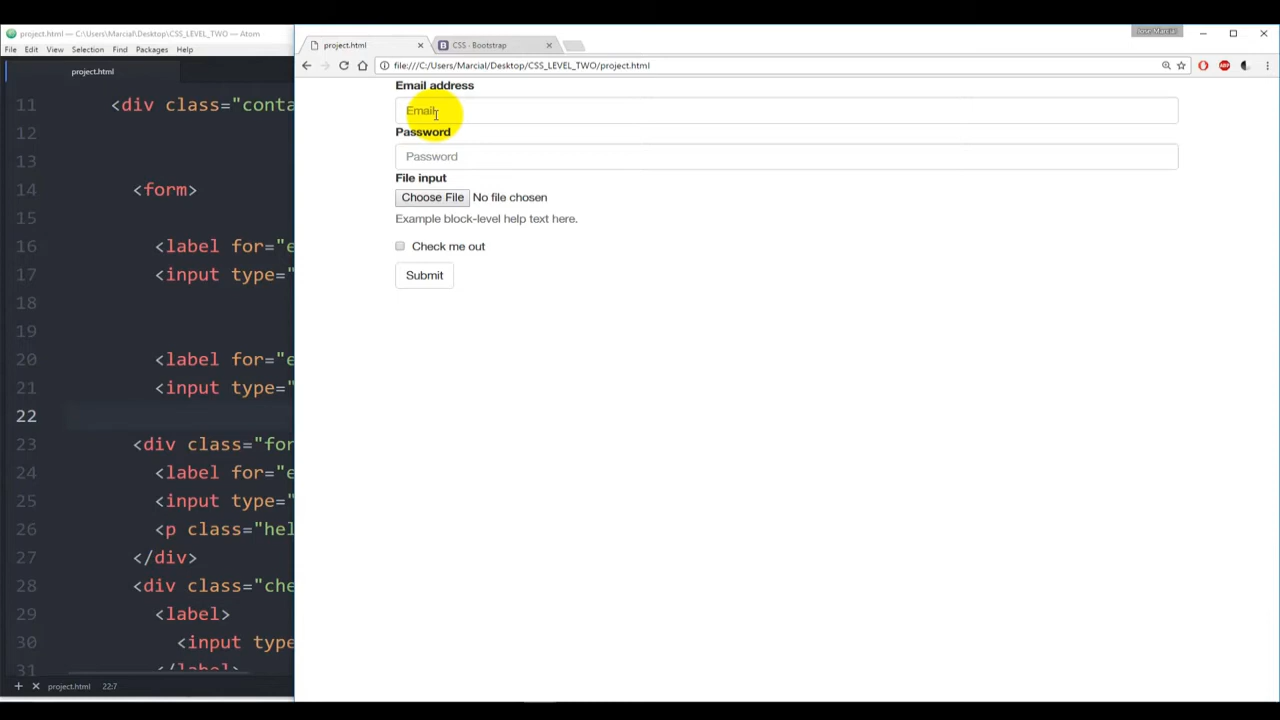 project.html — C:\Users\Marcial\Desktop\CSS_LEVEL_TWO — Atom
File Edit View Selection Find Packages Help
project.html
11 <div class="conta
12
13
14 <form>
15
16 <label for="e
17 <input type="
18
19
20 <label for="e
21 <input type="
22
23 <div class="for
24 <label for="e
25 <input type="
26 <p class="hel
27 </div>
28 <div class="che
29 <label>
30 <input type
31 </label>
project.html 22:7
project.html
CSS - Bootstrap
Jose Marcial
file:///C:/Users/Marcial/Desktop/CSS_LEVEL_TWO/project.html
ABP
Email address
Email
Password
Password
File input
Choose File No file chosen
Example block-level help text here.
Check me out
Submit